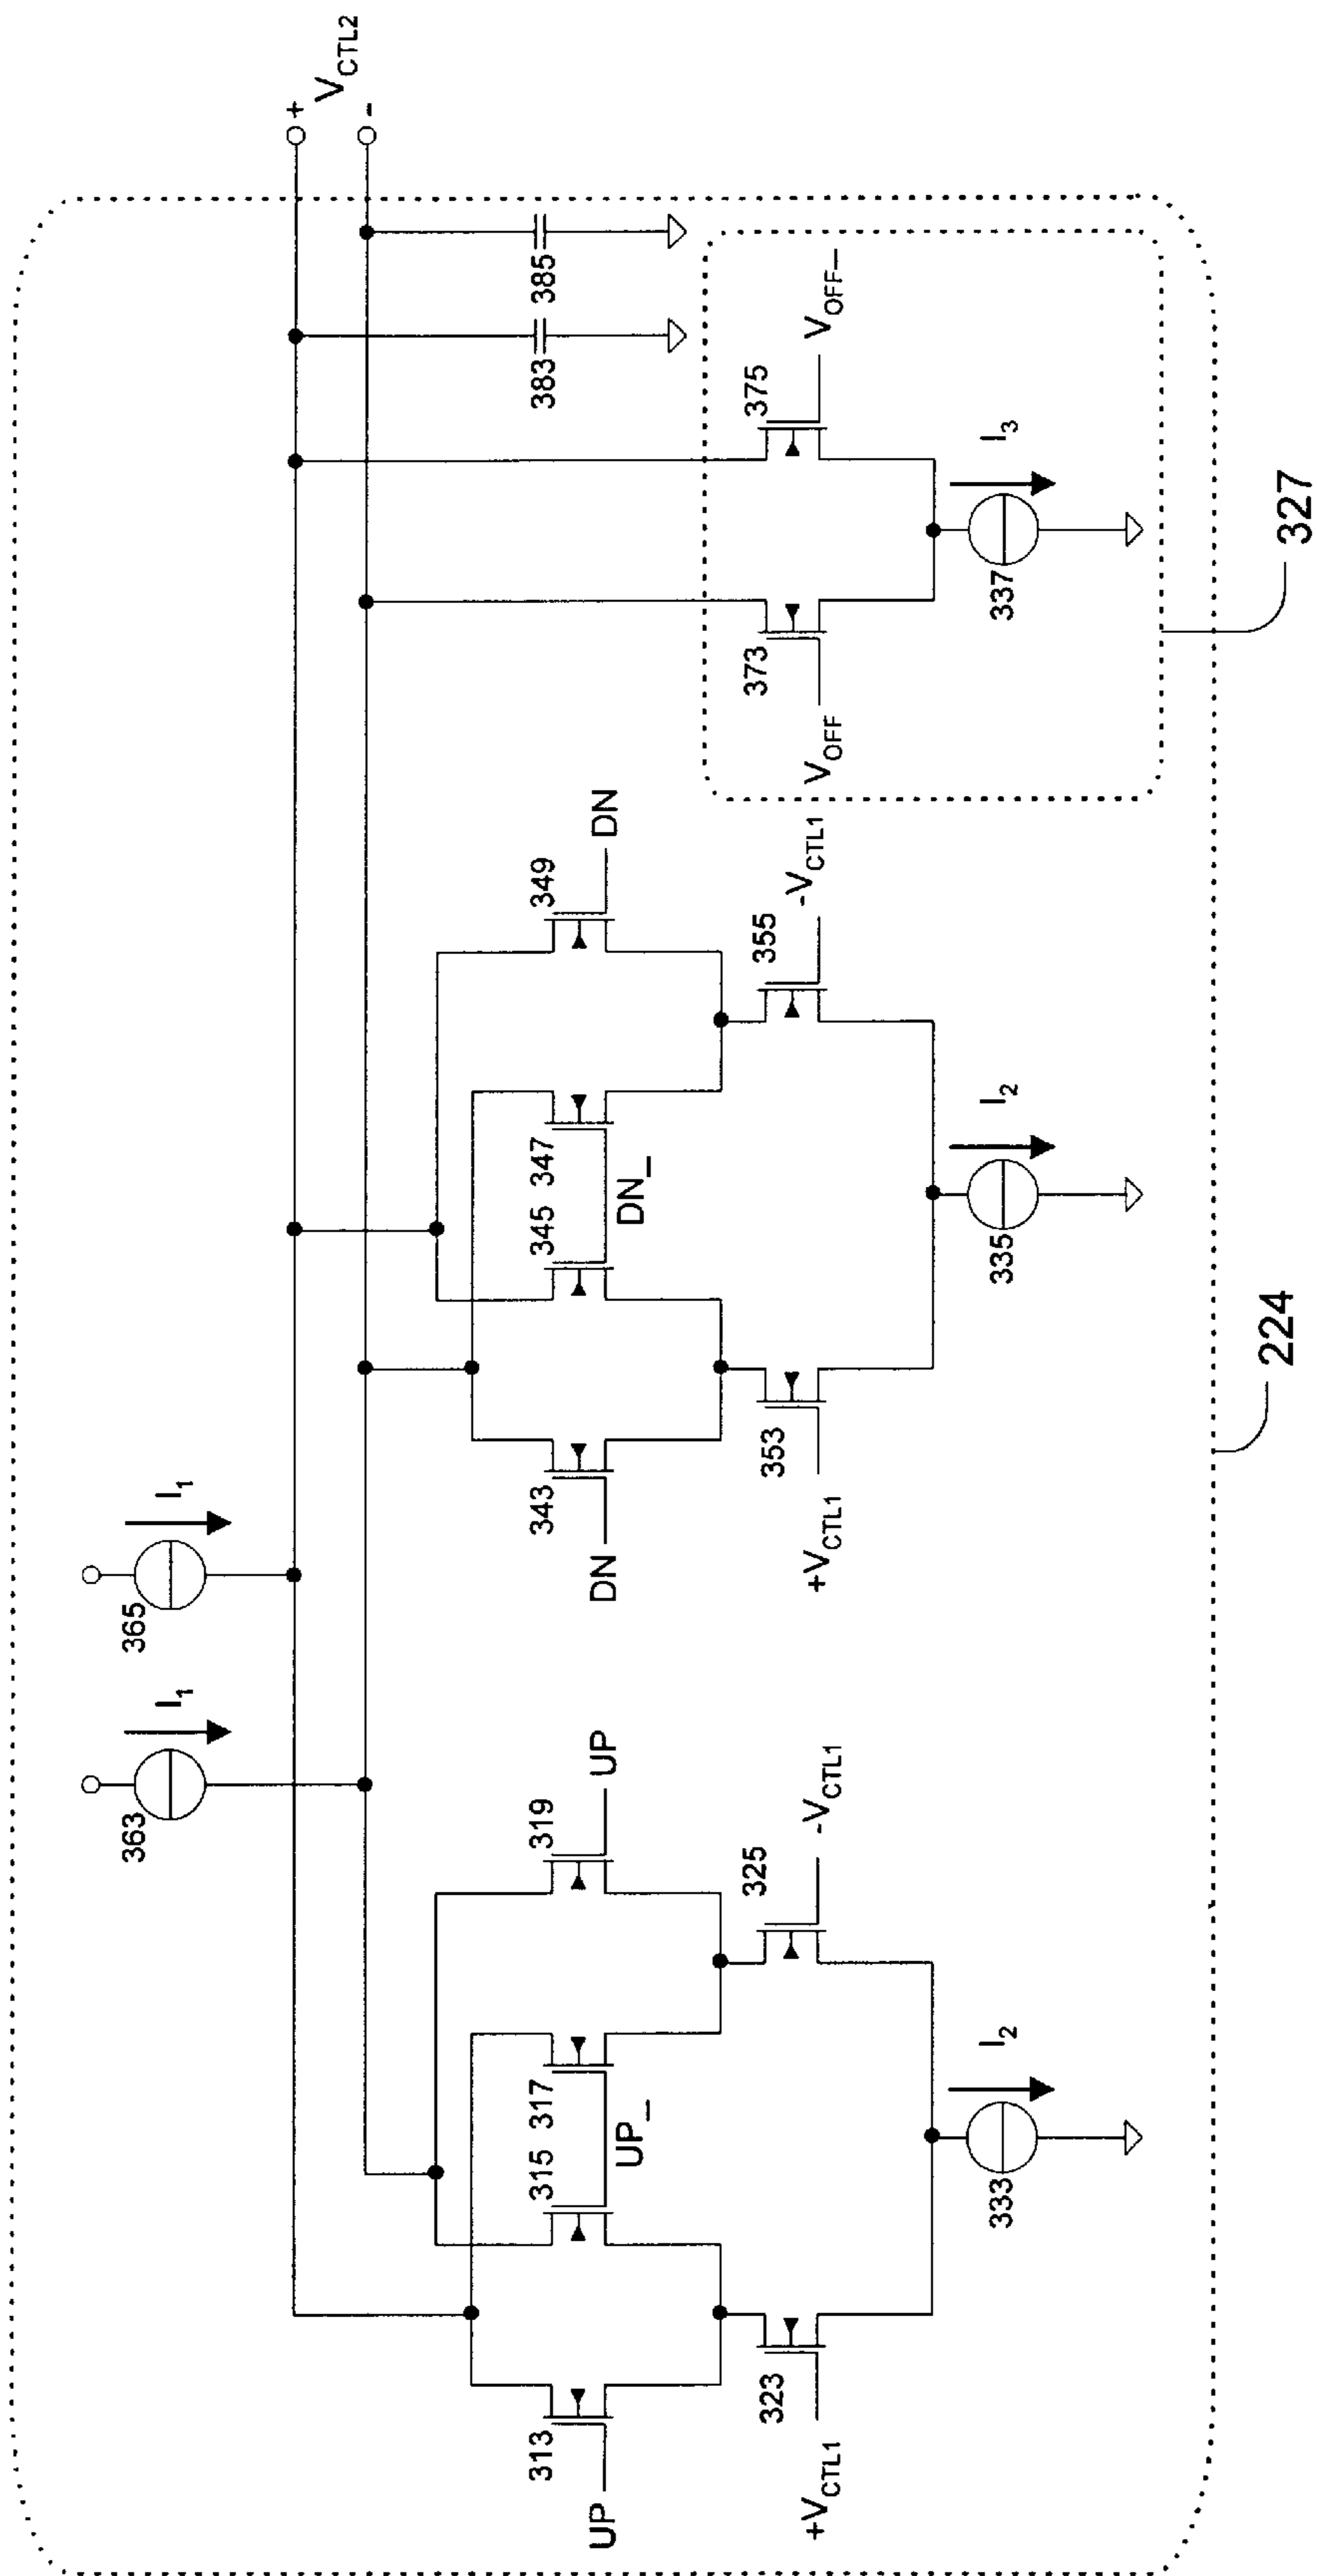 363
I1
365
I1
+
VCTL2
-
UP
313
315
317
UP_
319
UP
DN
343
345
347
DN_
349
DN
383
385
+VCTL1
323
325
-VCTL1
+VCTL1
353
355
-VCTL1
VOFF
373
375
VOFF_
333
I2
335
I2
337
I3
224
327